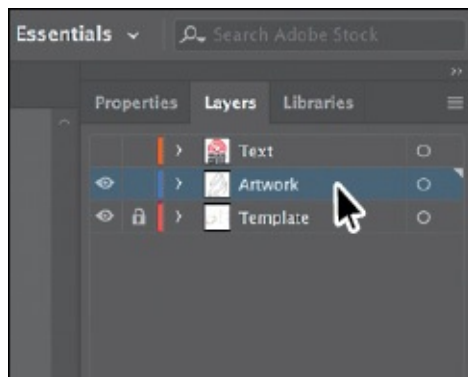 Essentials Search Adobe Stock
Properties Layers Libraries
Text
Artwork
Template